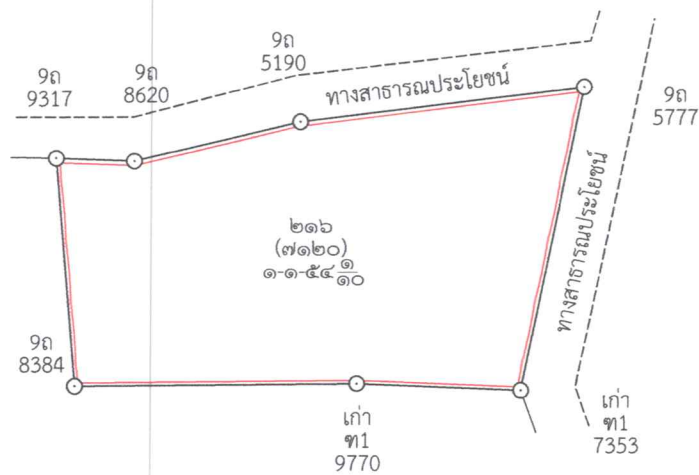 9ถ
9317
9ถ
8620
9ถ
5190
ทางสาธารณประโยชน์
9ถ
5777
๒๑๖
(๗๑๒๐)
๑-๑-๕๔ ๑/๑๐
ทางสาธารณประโยชน์
9ถ
8384
เก่า
ฑ1
9770
เก่า
ฑ1
7353